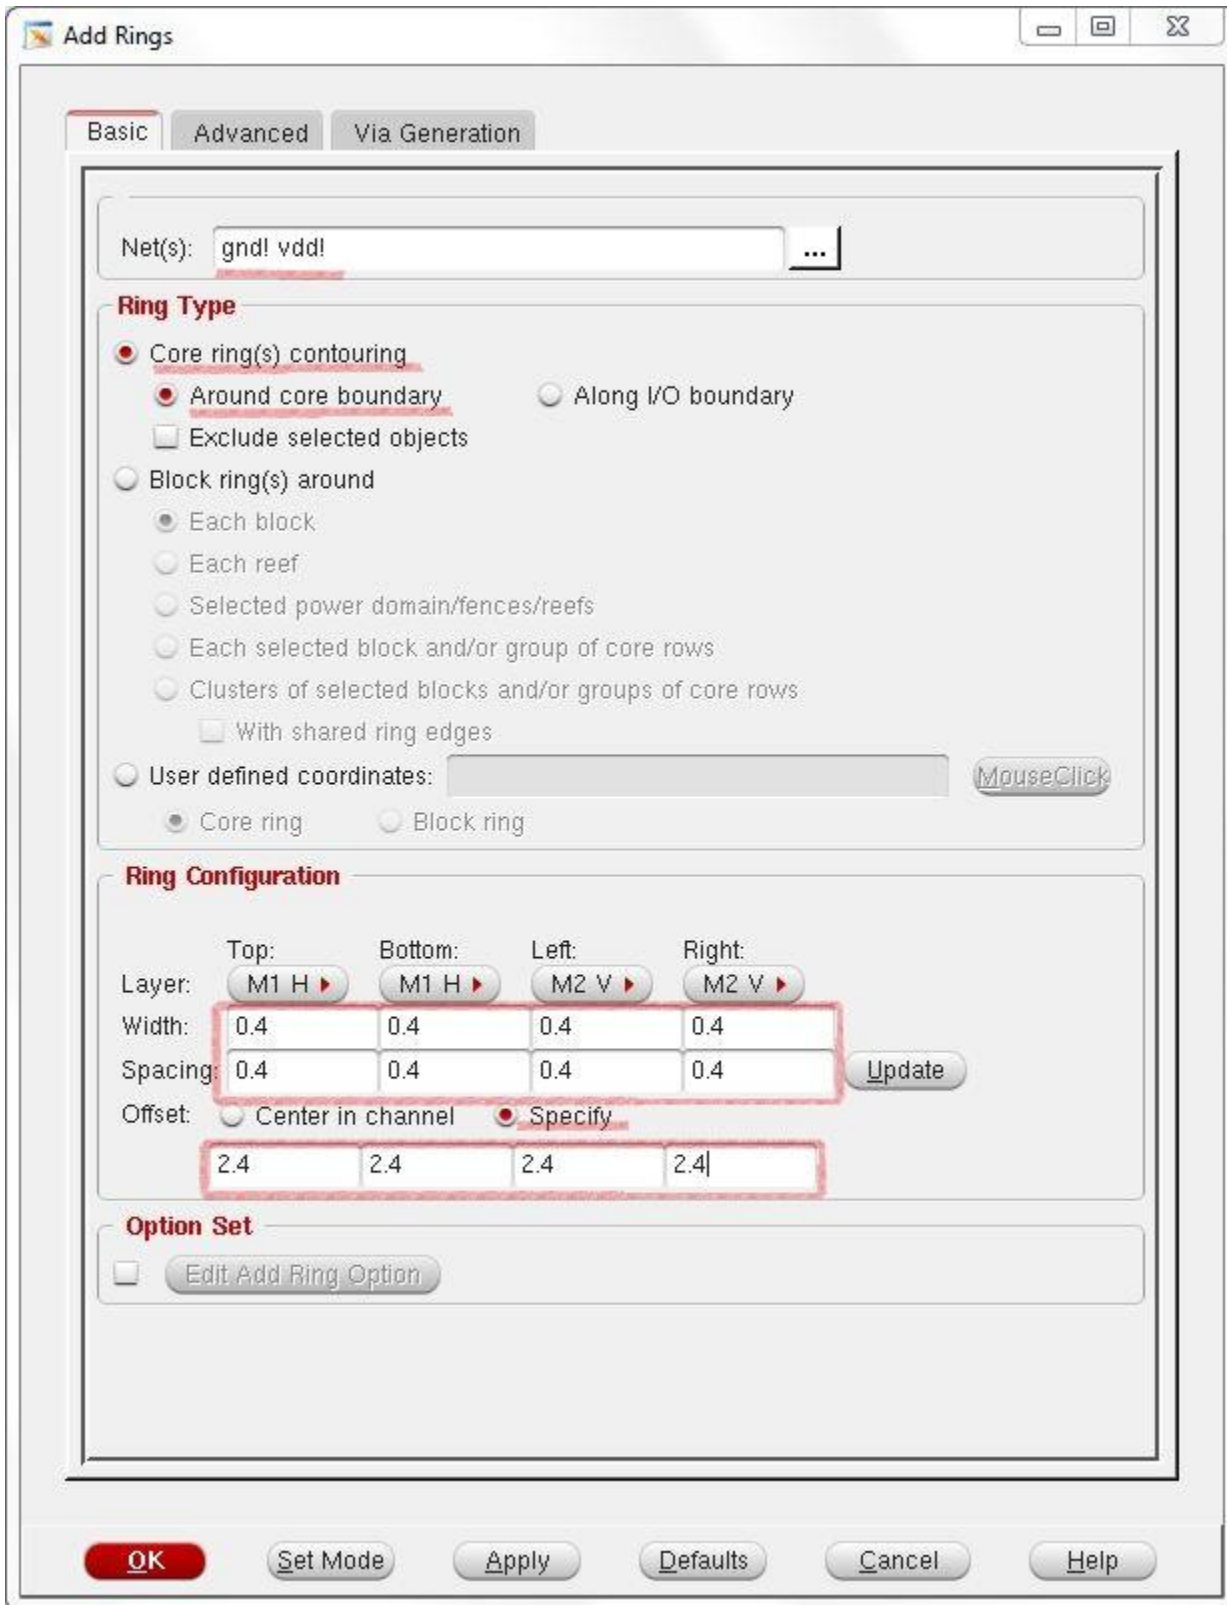 Add Rings
Basic Advanced Via Generation
Net(s): gnd! vdd! ...
Ring Type
Core ring(s) contouring
Around core boundary Along I/O boundary
Exclude selected objects
Block ring(s) around
Each block
Each reef
Selected power domain/fences/reefs
Each selected block and/or group of core rows
Clusters of selected blocks and/or groups of core rows
With shared ring edges
User defined coordinates: MouseClick
Core ring Block ring
Ring Configuration
Top: Bottom: Left: Right:
Layer: M1 H M1 H M2 V M2 V
Width: 0.4 0.4 0.4 0.4
Spacing: 0.4 0.4 0.4 0.4 Update
Offset: Center in channel Specify
2.4 2.4 2.4 2.4
Option Set
Edit Add Ring Option
OK Set Mode Apply Defaults Cancel Help